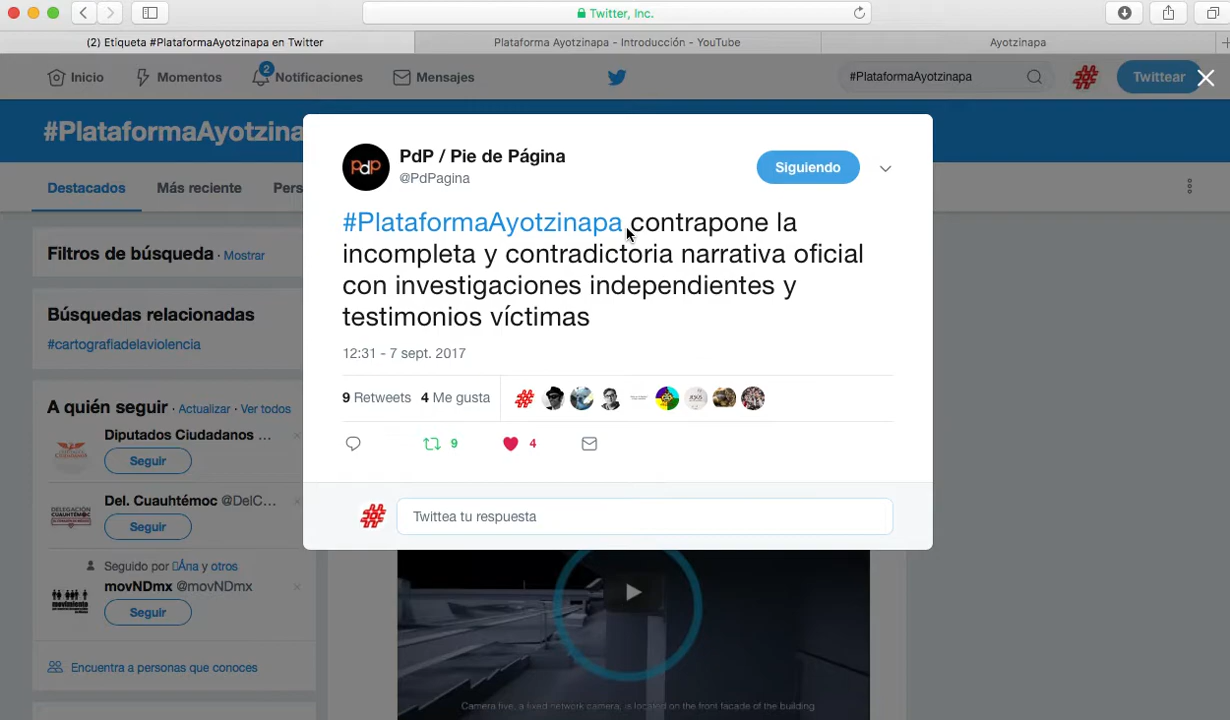 Twitter, Inc.
(2) Etiqueta #PlataformaAyotzinapa en Twitter
Plataforma Ayotzinapa - Introducción - YouTube
Ayotzinapa
Inicio
Momentos
2
Notificaciones
Mensajes
#PlataformaAyotzinapa
Twittear
#PlataformaAyotzina
Destacados
Más reciente
Pers
Filtros de búsqueda · Mostrar
Búsquedas relacionadas
#cartografiadelaviolencia
A quién seguir · Actualizar · Ver todos
Diputados Ciudadanos ...
Seguir
Del. Cuauhtémoc @DelC...
Seguir
Seguido por Ána y otros
movNDmx @movNDmx
Seguir
Encuentra a personas que conoces
pdp
PdP / Pie de Página
@PdPagina
Siguiendo
#PlataformaAyotzinapa contrapone la
incompleta y contradictoria narrativa oficial
con investigaciones independientes y
testimonios víctimas
12:31 - 7 sept. 2017
9 Retweets 4 Me gusta
9
4
Twittea tu respuesta
Camera five, a fixed network camera, is located on the front facade of the building